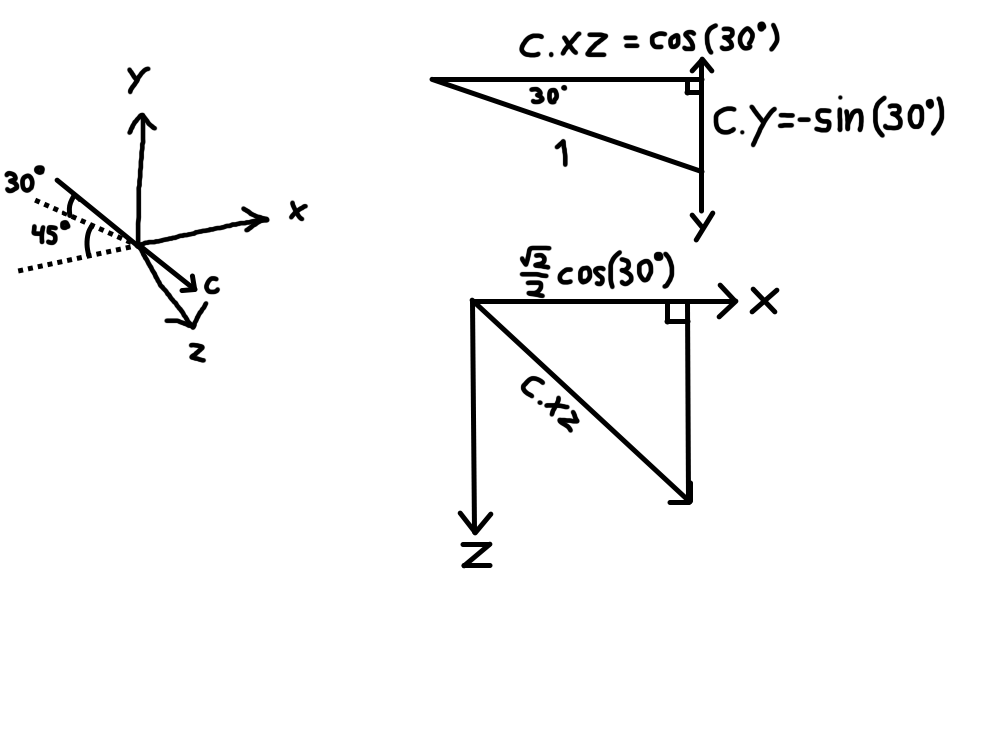 C.XZ = cos(30°)
Y
30°
C.Y=-sin(30°)
1
30°
45°
X
C
Y
Z
√2/2 cos(30°)
X
C.XZ
Z